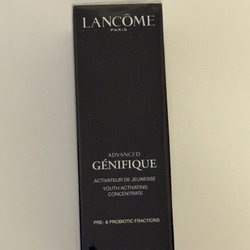 LANCÔME
PARIS
ADVANCED
GÉNIFIQUE
ACTIVATEUR DE JEUNESSE
YOUTH ACTIVATING
CONCENTRATE
PRE- & PROBIOTIC FRACTIONS